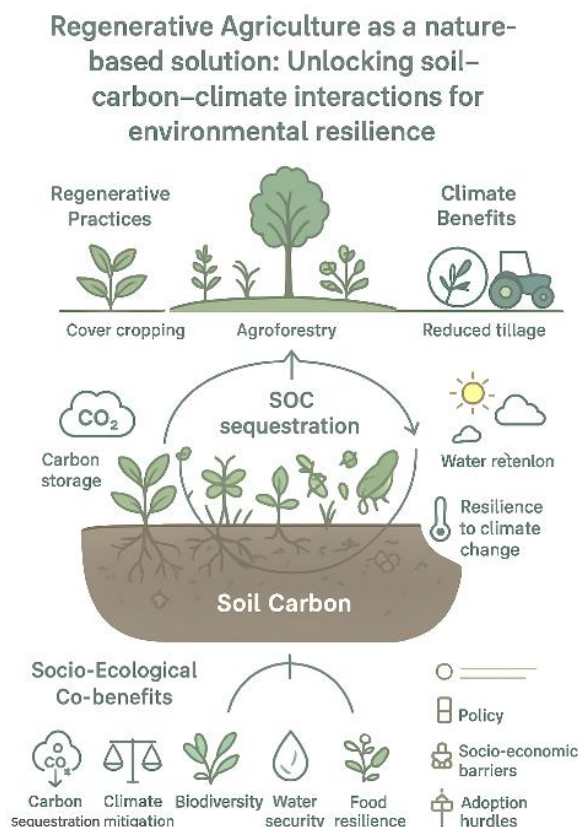 Regenerative Agriculture as a nature-
based solution: Unlocking soil–
carbon–climate interactions for
environmental resilience
Regenerative
Practices
Climate
Benefits
Cover cropping
Agroforestry
Reduced tillage
CO₂
Carbon
storage
SOC
sequestration
Water retenlon
Resilience
to climate
change
Soil Carbon
Socio-Ecological
Co-benefits
Policy
Socio-economic
barriers
Adoption
hurdles
CO
Carbon
sequestration
Climate
mitigation
Biodiversity
Water
security
Food
resilience